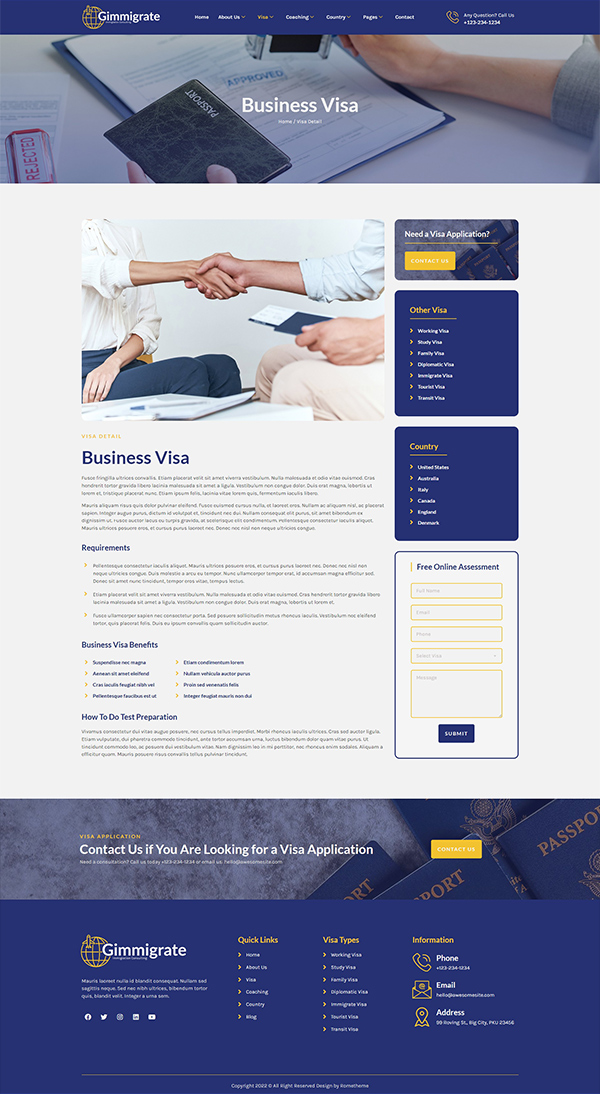 Gimmigrate
Home About Us Visa Coaching Country Pages Contact
Any Question? Call Us
+123-234-1234
APPROVED
PASSPORT
REJECTED
Business Visa
Home / Visa Detail
Need a Visa Application?
CONTACT US
Other Visa
Working Visa
Study Visa
Family Visa
Diplomatic Visa
Immigrate Visa
Tourist Visa
Transit Visa
VISA DETAIL
Business Visa
Fusce fringilla ultrices convallis. Etiam placerat velit sit amet viverra vestibulum. Nulla malesuada et odio vitae euismod. Cras
hendrerit tortor gravida libero lacinia malesuada sit amet a ligula. Vestibulum non congue dolor. Duis erat magna, lobortis ut
lorem et, tristique placerat nunc. Etiam ipsum felis, lacinia vitae lorem quis, fermentum iaculis libero.
Mauris aliquam risus quis dolor pulvinar eleifend. Fusce euismod cursus nulla, at laoreet eros. Nullam ac aliquam nisl, ac placerat
sapien. Integer augue purus, dictum id volutpat et, tincidunt nec dui. Nullam consequat elit purus, sit amet bibendum ex
dignissim ut. Fusce auctor lacus eu turpis gravida, at scelerisque elit condimentum. Pellentesque consectetur iaculis aliquet.
Mauris ultrices posuere eros, et cursus purus laoreet nec. Donec nec nisl non neque ultricies congue.
Requirements
Pellentesque consectetur iaculis aliquet. Mauris ultrices posuere eros, et cursus purus laoreet nec. Donec nec nisl non
neque ultricies congue. Duis molestie a arcu eu tempor. Nunc ullamcorper tempor erat, id accumsan magna efficitur sed.
Donec sit amet nunc tincidunt, tempor eros vitae, tempus lectus.
Etiam placerat velit sit amet viverra vestibulum. Nulla malesuada et odio vitae euismod. Cras hendrerit tortor gravida libero
lacinia malesuada sit amet a ligula. Vestibulum non congue dolor. Duis erat magna, lobortis ut lorem et.
Fusce ullamcorper sapien nec consectetur porta. Sed posuere sollicitudin metus rhoncus iaculis. Vestibulum nec eleifend
tortor, quis placerat felis. Duis eu ipsum convallis quam sollicitudin auctor.
Business Visa Benefits
Suspendisse nec magna
Aenean sit amet eleifend
Cras iaculis feugiat nibh vel
Pellentesque faucibus est ut
Etiam condimentum lorem
Nullam vehicula auctor purus
Proin sed venenatis felis
Integer feugiat mauris non dui
How To Do Test Preparation
Vivamus consectetur dui vitae augue posuere, nec cursus tellus imperdiet. Morbi rhoncus iaculis ultrices. Cras sed auctor ligula.
Etiam vulputate, dui pharetra commodo tincidunt, ante tortor accumsan urna, luctus bibendum dolor quam vitae purus. Ut
tincidunt commodo leo, ac posuere dui vestibulum vitae. Nam dignissim leo in mi porttitor, nec rhoncus enim sodales. Aliquam a
efficitur quam. Mauris posuere risus convallis tellus pulvinar tincidunt.
Country
United States
Australia
Italy
Canada
England
Denmark
Free Online Assessment
Full Name
Email
Phone
Select Visa
Message
SUBMIT
VISA APPLICATION
Contact Us if You Are Looking for a Visa Application
Need a consultation? Call us today +123-234-1234 or email us: hello@awesomesite.com
CONTACT US
PASSPORT
PORT
PORT
Gimmigrate
Immigration Consulting
Mauris laoreet nulla id blandit consequat. Nullam sed
sagittis neque. Sed nec nibh ultrices, bibendum tortor
quis, blandit velit. Integer a urna sem.
Quick Links
Home
About Us
Visa
Coaching
Country
Blog
Visa Types
Working Visa
Study Visa
Family Visa
Diplomatic Visa
Immigrate Visa
Tourist Visa
Transit Visa
Information
Phone
+123-234-1234
Email
hello@awesomesite.com
Address
99 Roving St., Big City, PKU 23456
Copyright 2022 © All Right Reserved Design by Rometheme